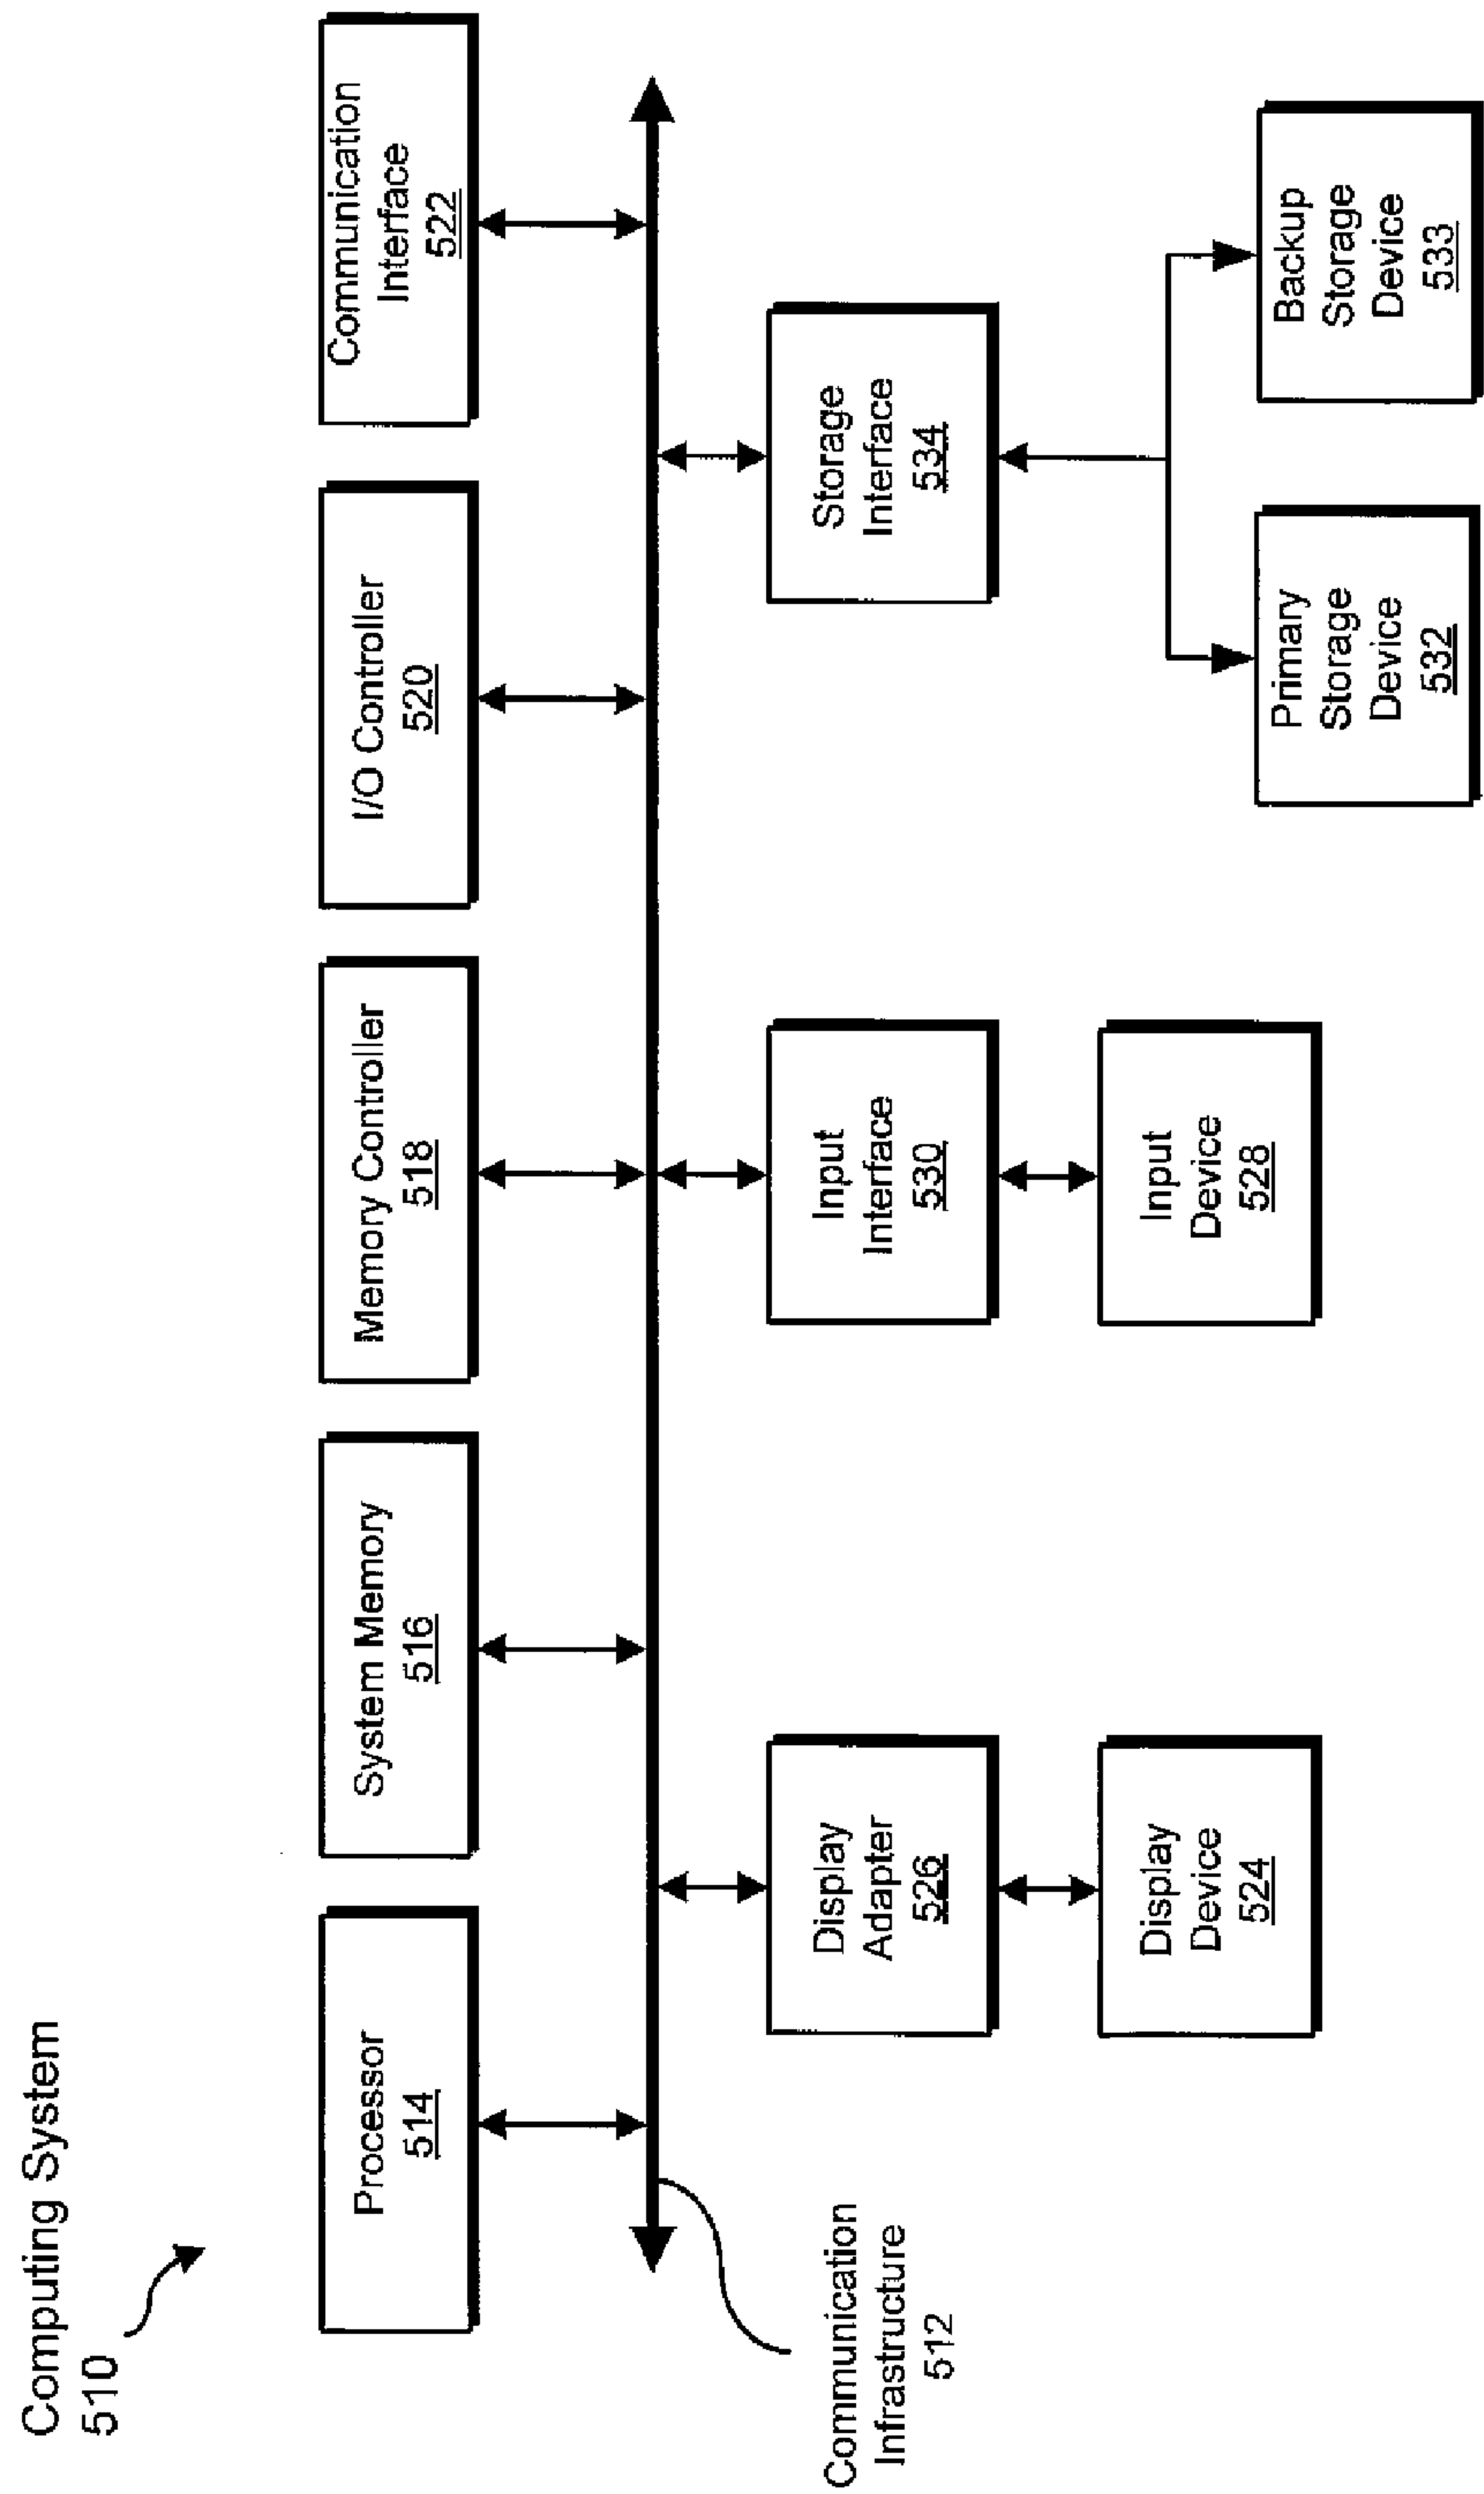 Computing System
510
Processor
514
System Memory
516
Memory Controller
518
I/O Controller
520
Communication
Interface
522
Communication
Infrastructure
512
Display
Adapter
526
Input
Interface
530
Storage
Interface
534
Display
Device
524
Input
Device
528
Primary
Storage
Device
532
Backup
Storage
Device
533